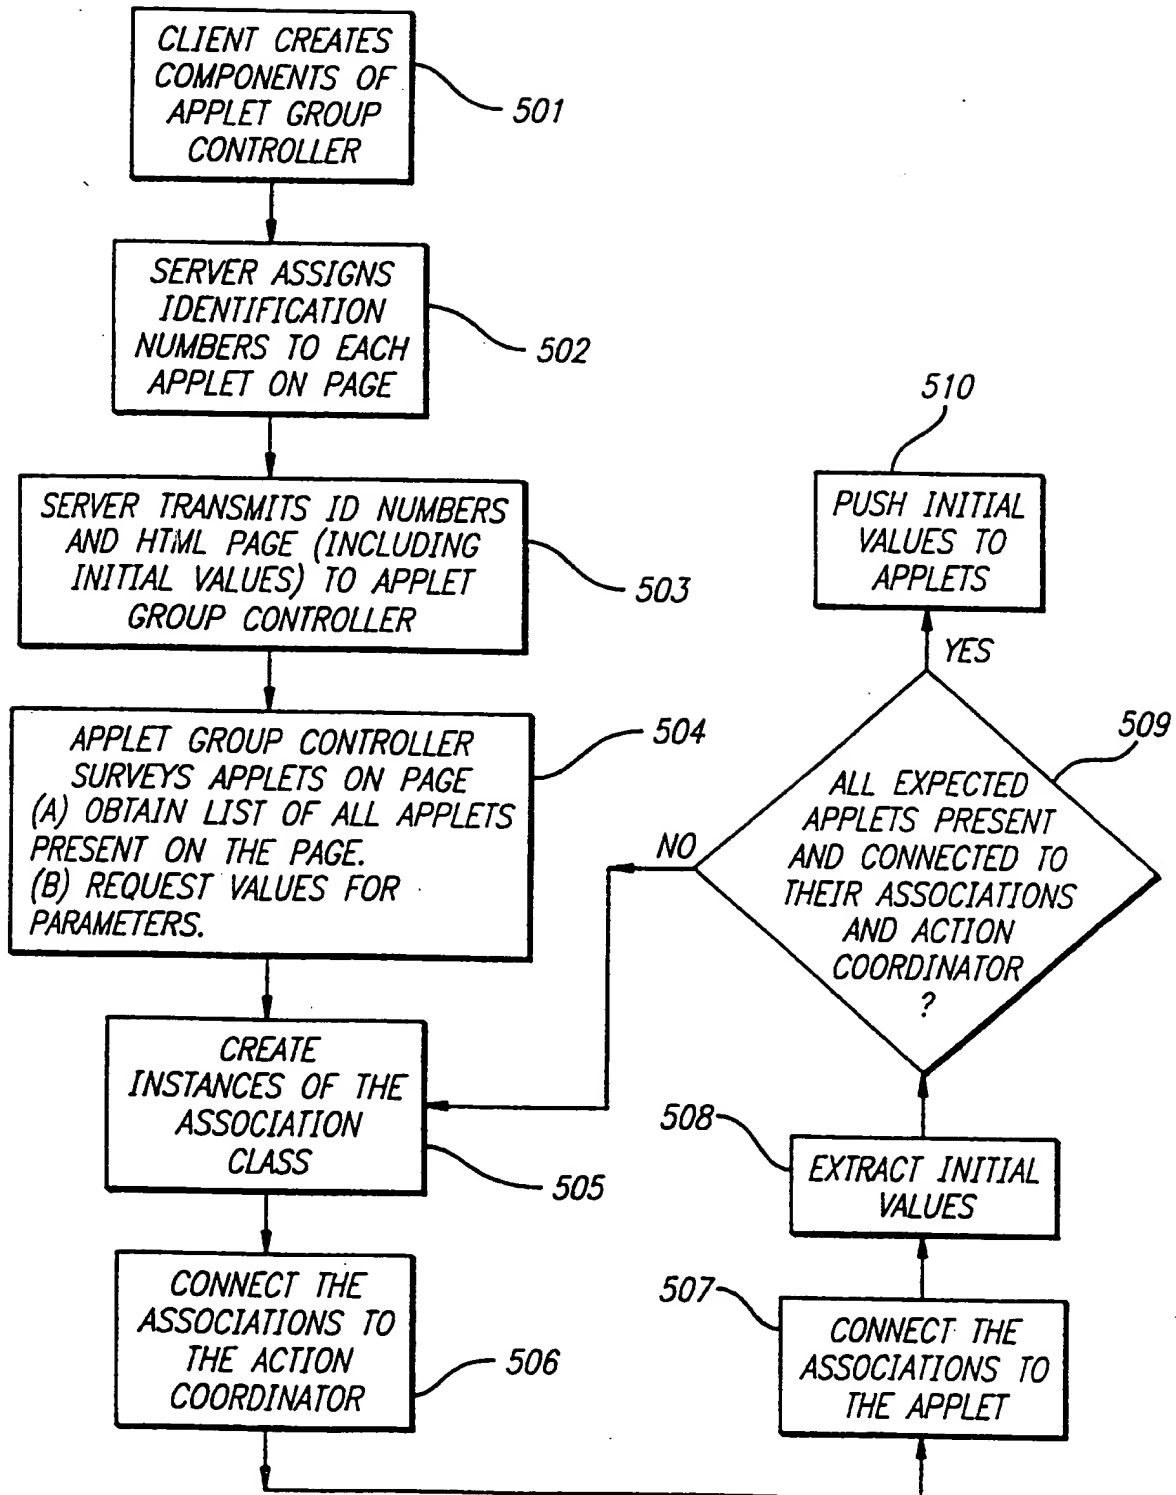 CLIENT CREATES
COMPONENTS OF
APPLET GROUP
CONTROLLER
501
SERVER ASSIGNS
IDENTIFICATION
NUMBERS TO EACH
APPLET ON PAGE
502
SERVER TRANSMITS ID NUMBERS
AND HTML PAGE (INCLUDING
INITIAL VALUES) TO APPLET
GROUP CONTROLLER
503
APPLET GROUP CONTROLLER
SURVEYS APPLETS ON PAGE
(A) OBTAIN LIST OF ALL APPLETS
PRESENT ON THE PAGE.
(B) REQUEST VALUES FOR
PARAMETERS.
504
CREATE
INSTANCES OF THE
ASSOCIATION
CLASS
505
CONNECT THE
ASSOCIATIONS TO
THE ACTION
COORDINATOR
506
507
CONNECT THE
ASSOCIATIONS TO
THE APPLET
508
EXTRACT INITIAL
VALUES
509
ALL EXPECTED
APPLETS PRESENT
AND CONNECTED TO
THEIR ASSOCIATIONS
AND ACTION
COORDINATOR
?
NO
YES
510
PUSH INITIAL
VALUES TO
APPLETS